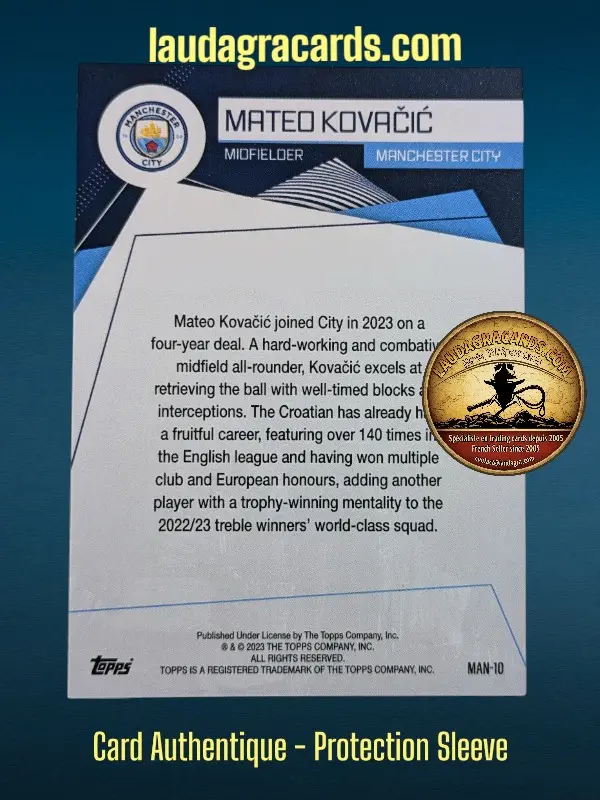 laudagracards.com
MANCHESTER
CITY
MATEO KOVAČIĆ
MIDFIELDER
MANCHESTER CITY
Mateo Kovačić joined City in 2023 on a
four-year deal. A hard-working and combativ
midfield all-rounder, Kovačić excels at
retrieving the ball with well-timed blocks
interceptions. The Croatian has already h
a fruitful career, featuring over 140 times in
the English league and having won multiple
club and European honours, adding another
player with a trophy-winning mentality to the
2022/23 treble winners' world-class squad.
LAUDAGRACARDS.COM
Spécialiste en trading cards depuis 2005
French Seller since 2005
Published Under License by The Topps Company, Inc.
® & © 2023 THE TOPPS COMPANY, INC.
ALL RIGHTS RESERVED.
TOPPS IS A REGISTERED TRADEMARK OF THE TOPPS COMPANY, INC.
Topps
MAN-10
Card Authentique - Protection Sleeve